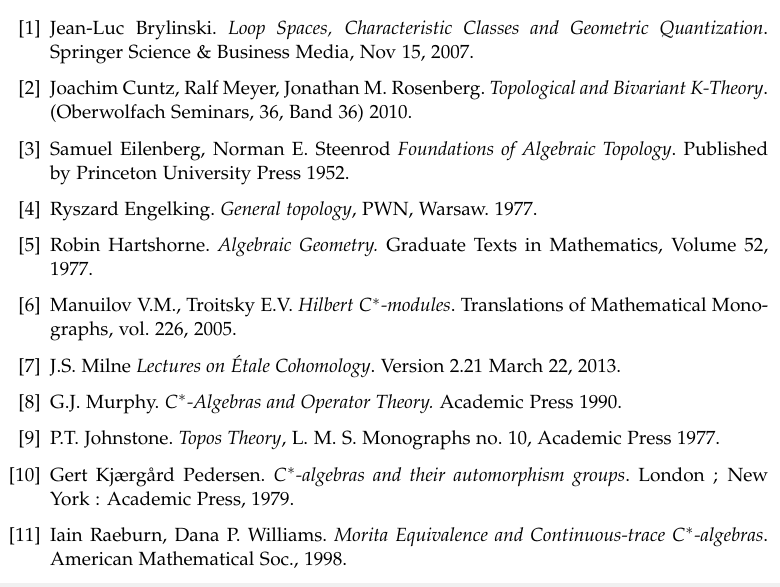 [1] Jean-Luc Brylinski. Loop Spaces, Characteristic Classes and Geometric Quantization.
Springer Science & Business Media, Nov 15, 2007.
[2] Joachim Cuntz, Ralf Meyer, Jonathan M. Rosenberg. Topological and Bivariant K-Theory.
(Oberwolfach Seminars, 36, Band 36) 2010.
[3] Samuel Eilenberg, Norman E. Steenrod Foundations of Algebraic Topology. Published
by Princeton University Press 1952.
[4] Ryszard Engelking. General topology, PWN, Warsaw. 1977.
[5] Robin Hartshorne. Algebraic Geometry. Graduate Texts in Mathematics, Volume 52,
1977.
[6] Manuilov V.M., Troitsky E.V. Hilbert C*-modules. Translations of Mathematical Mono-
graphs, vol. 226, 2005.
[7] J.S. Milne Lectures on Étale Cohomology. Version 2.21 March 22, 2013.
[8] G.J. Murphy. C*-Algebras and Operator Theory. Academic Press 1990.
[9] P.T. Johnstone. Topos Theory, L. M. S. Monographs no. 10, Academic Press 1977.
[10] Gert Kjærgård Pedersen. C*-algebras and their automorphism groups. London ; New
York : Academic Press, 1979.
[11] Iain Raeburn, Dana P. Williams. Morita Equivalence and Continuous-trace C*-algebras.
American Mathematical Soc., 1998.